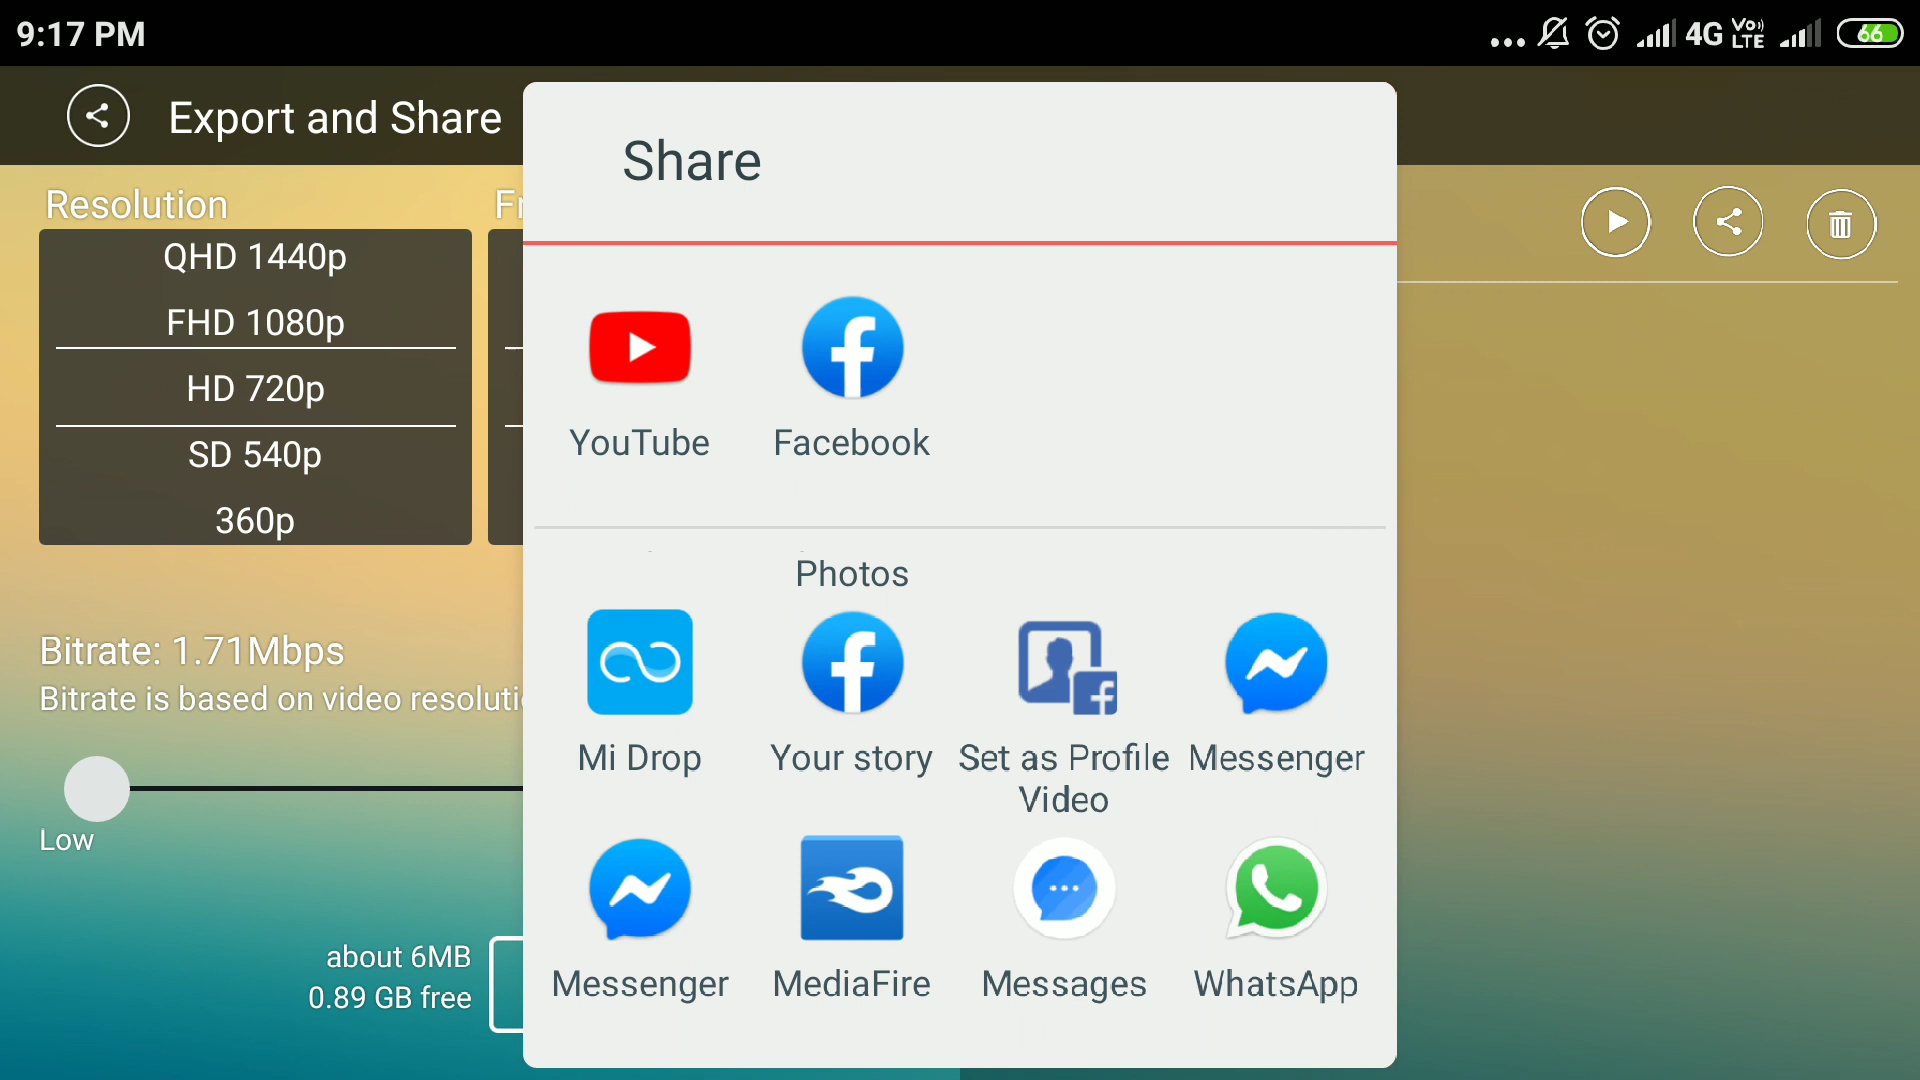 9:17 PM
4G VoLTE 66
Export and Share
Share
Resolution
Fr
QHD 1440p
FHD 1080p
HD 720p
SD 540p
360p
YouTube
Facebook
Photos
Bitrate: 1.71Mbps
Bitrate is based on video resoluti
Mi Drop
Your story
Set as Profile
Video
Messenger
Low
about 6MB
0.89 GB free
Messenger
MediaFire
Messages
WhatsApp